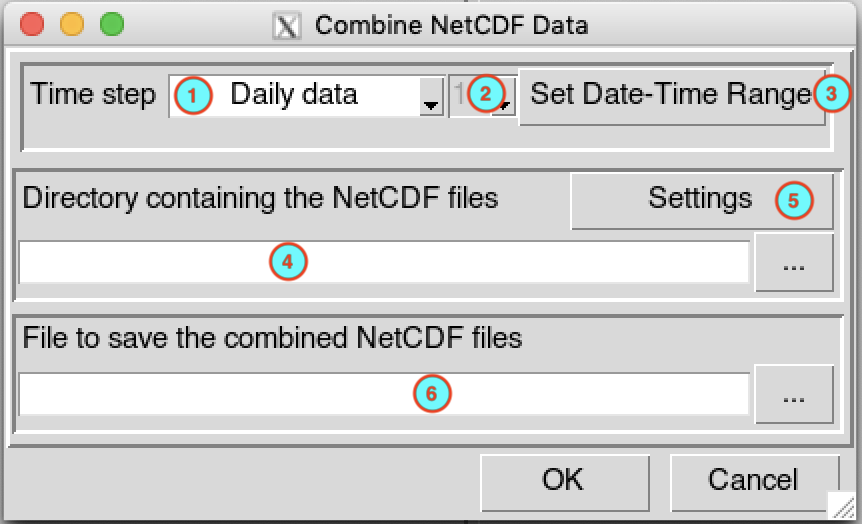 X Combine NetCDF Data
Time step 1 Daily data 1 2 Set Date-Time Range 3
Directory containing the NetCDF files Settings 5
4 ...
File to save the combined NetCDF files
6 ...
OK Cancel